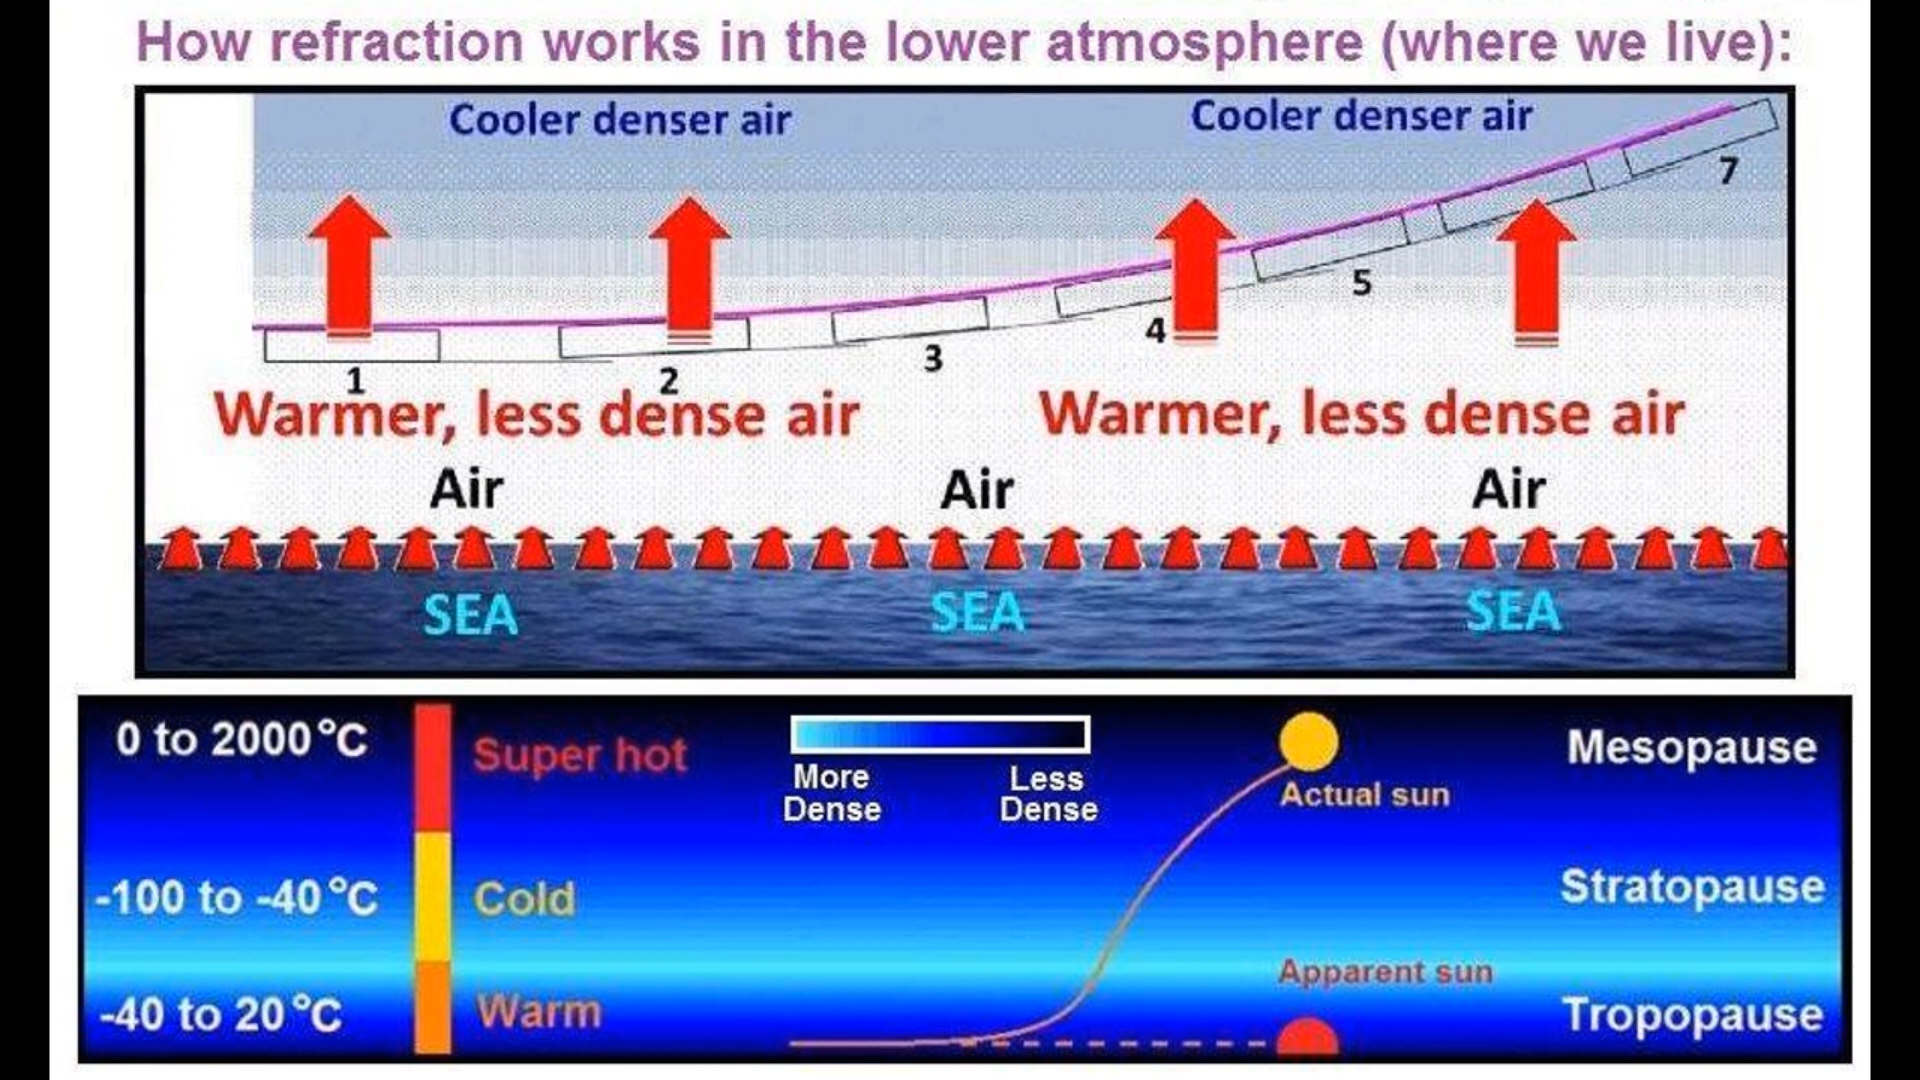 How refraction works in the lower atmosphere (where we live):
Cooler denser air
Cooler denser air
7
5
4
3
2
1
Warmer, less dense air
Warmer, less dense air
Air
Air
Air
SEA
SEA
SEA
0 to 2000°C
Super hot
More Dense
Less Dense
Actual sun
Mesopause
-100 to -40°C
Cold
Stratopause
Apparent sun
-40 to 20°C
Warm
Tropopause